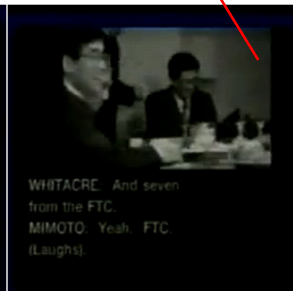 WHITACRE: And seven
from the FTC.
MIMOTO: Yeah. FTC.
(Laughs).